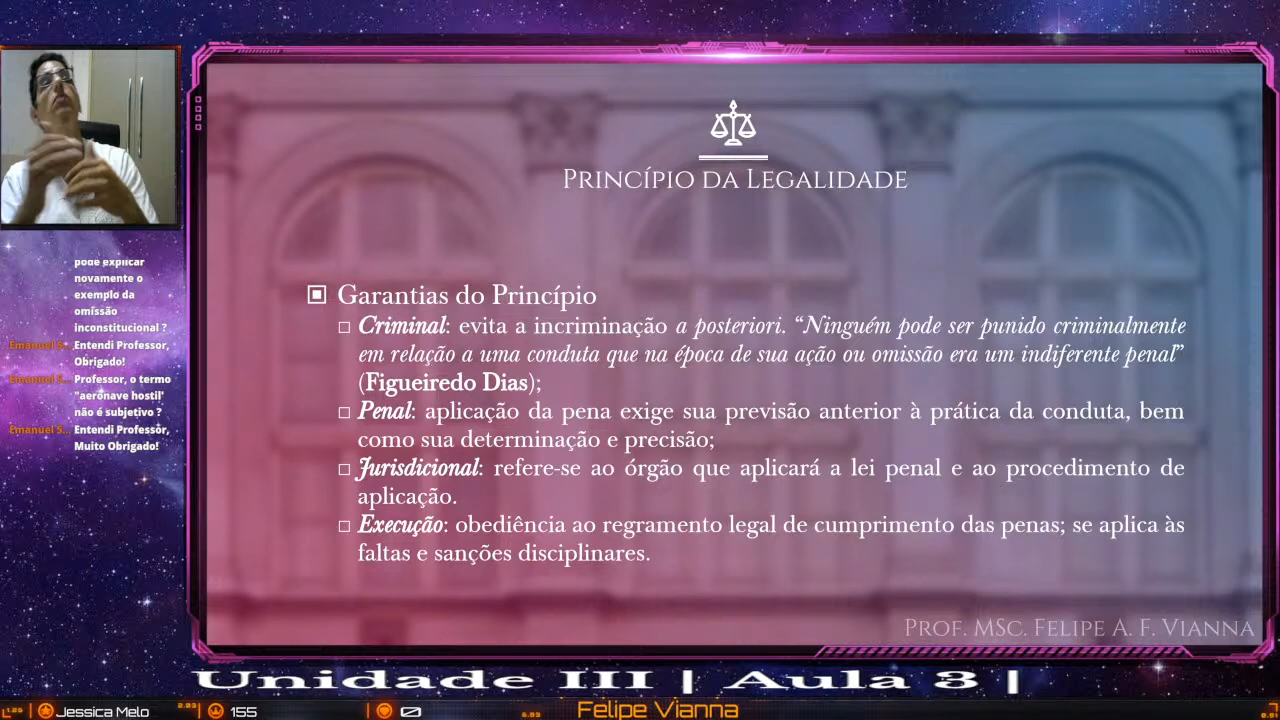 Princípio da Legalidade
Garantias do Princípio
Criminal: evita a incriminação a posteriori. “Ninguém pode ser punido criminalmente
em relação a uma conduta que na época de sua ação ou omissão era um indiferente penal”
(Figueiredo Dias);
Penal: aplicação da pena exige sua previsão anterior à prática da conduta, bem
como sua determinação e precisão;
Jurisdicional: refere-se ao órgão que aplicará a lei penal e ao procedimento de
aplicação.
Execução: obediência ao regramento legal de cumprimento das penas; se aplica às
faltas e sanções disciplinares.
Prof. MSc. Felipe A. F. Vianna
pode explicar
novamente o
exemplo da
omissão
inconstitucional ?
Emanuel S... Entendi Professor,
Obrigado!
Emanuel S... Professor, o termo
"aeronave hostil"
não é subjetivo ?
Emanuel S... Entendi Professor,
Muito Obrigado!
Unidade III | Aula 3 |
Jessica Melo 155 0 Felipe Vianna